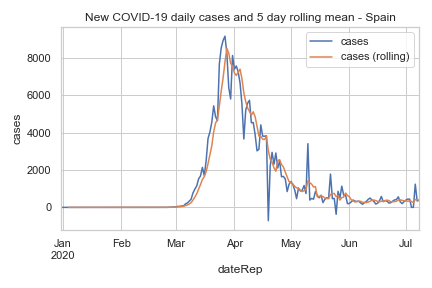 New COVID-19 daily cases and 5 day rolling mean - Spain
cases
cases (rolling)
8000
6000
4000
2000
0
cases
Jan
2020
Feb
Mar
Apr
May
Jun
Jul
dateRep